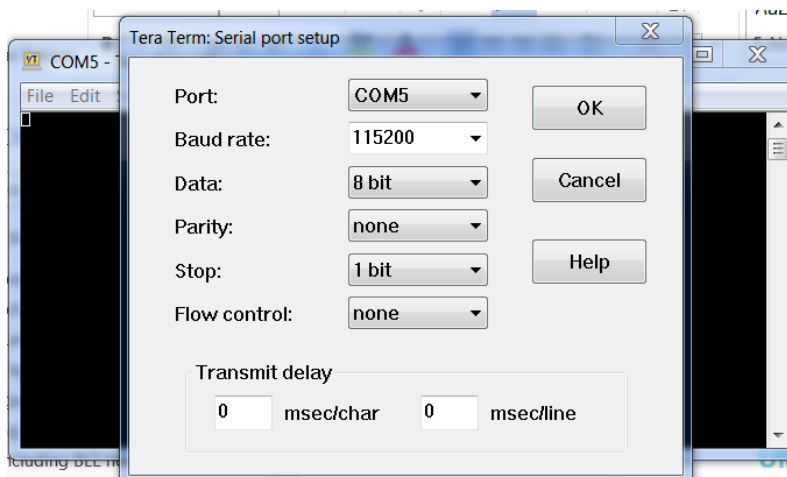 Tera Term: Serial port setup
COM5 -
File Edit
Port: COM5
OK
Baud rate: 115200
Data: 8 bit
Cancel
Parity: none
Stop: 1 bit
Help
Flow control: none
Transmit delay
0 msec/char 0 msec/line